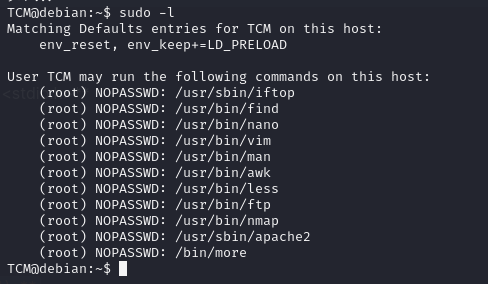 TCM@debian:~$ sudo -l
Matching Defaults entries for TCM on this host:
    env_reset, env_keep+=LD_PRELOAD

User TCM may run the following commands on this host:
    (root) NOPASSWD: /usr/sbin/iftop
    (root) NOPASSWD: /usr/bin/find
    (root) NOPASSWD: /usr/bin/nano
    (root) NOPASSWD: /usr/bin/vim
    (root) NOPASSWD: /usr/bin/man
    (root) NOPASSWD: /usr/bin/awk
    (root) NOPASSWD: /usr/bin/less
    (root) NOPASSWD: /usr/bin/ftp
    (root) NOPASSWD: /usr/bin/nmap
    (root) NOPASSWD: /usr/sbin/apache2
    (root) NOPASSWD: /bin/more
TCM@debian:~$